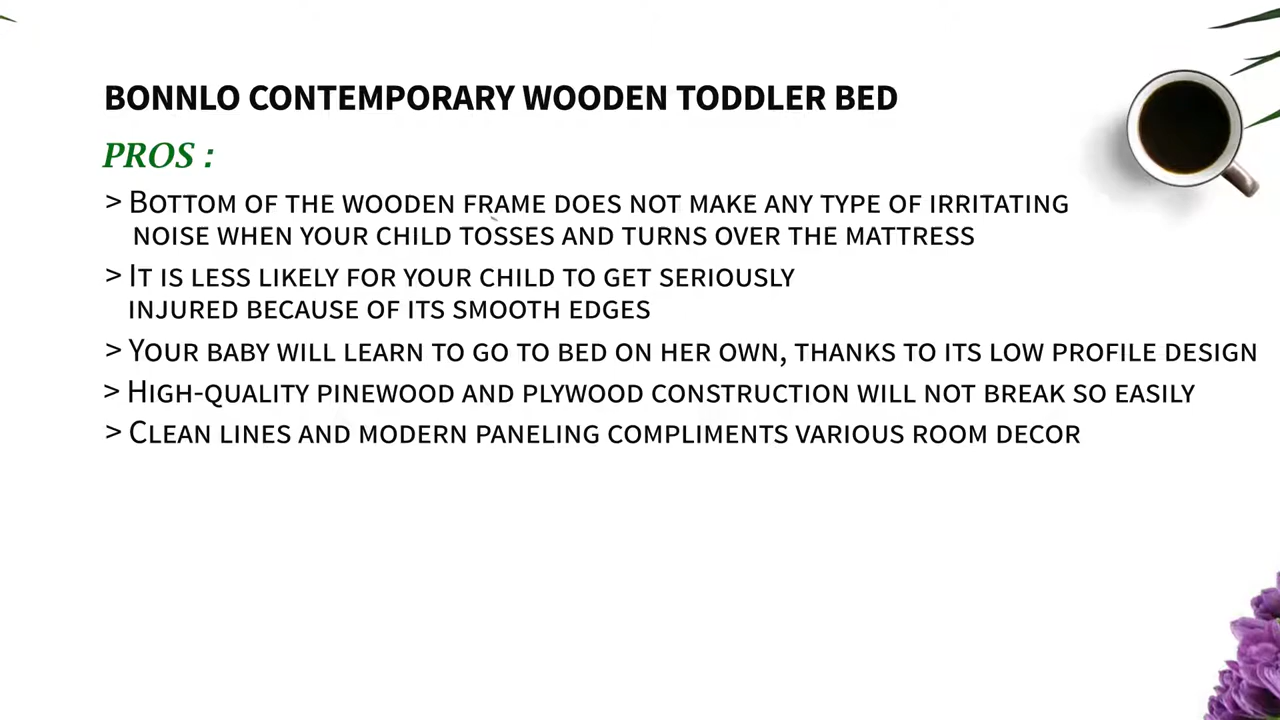 BONNLO CONTEMPORARY WOODEN TODDLER BED
PROS :
> BOTTOM OF THE WOODEN FRAME DOES NOT MAKE ANY TYPE OF IRRITATING
NOISE WHEN YOUR CHILD TOSSES AND TURNS OVER THE MATTRESS
> IT IS LESS LIKELY FOR YOUR CHILD TO GET SERIOUSLY
INJURED BECAUSE OF ITS SMOOTH EDGES
> YOUR BABY WILL LEARN TO GO TO BED ON HER OWN, THANKS TO ITS LOW PROFILE DESIGN
> HIGH-QUALITY PINEWOOD AND PLYWOOD CONSTRUCTION WILL NOT BREAK SO EASILY
> CLEAN LINES AND MODERN PANELING COMPLIMENTS VARIOUS ROOM DECOR